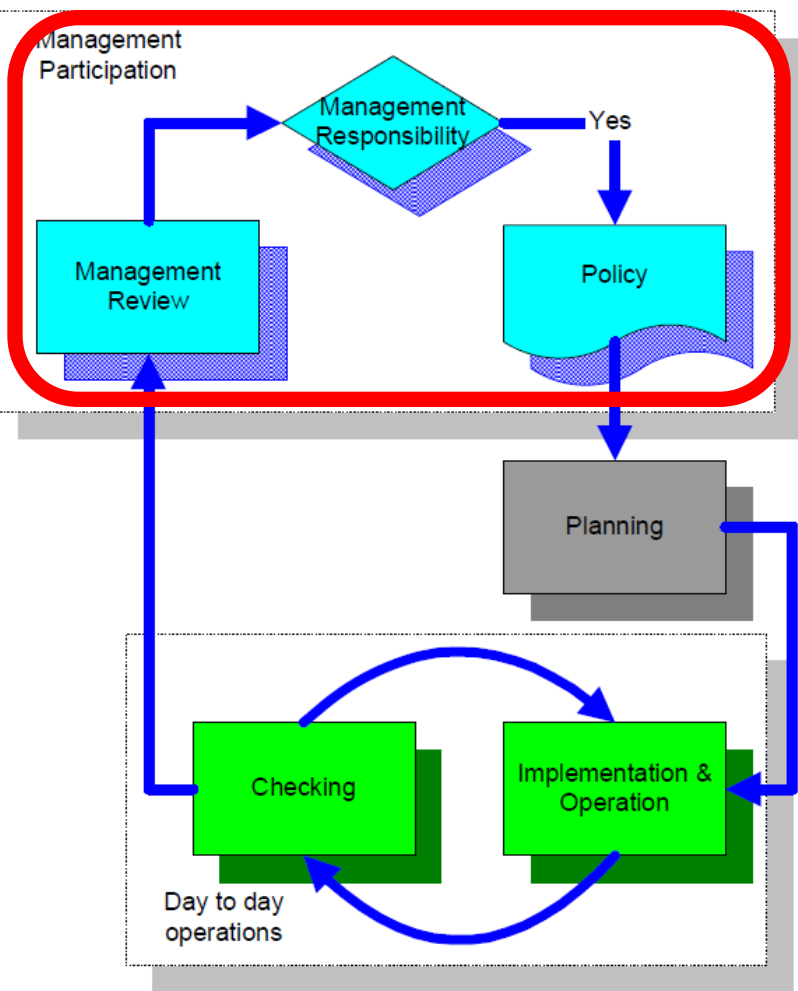 Management
Participation
Management
Responsibility
Yes
Management
Review
Policy
Planning
Checking
Implementation &
Operation
Day to day
operations